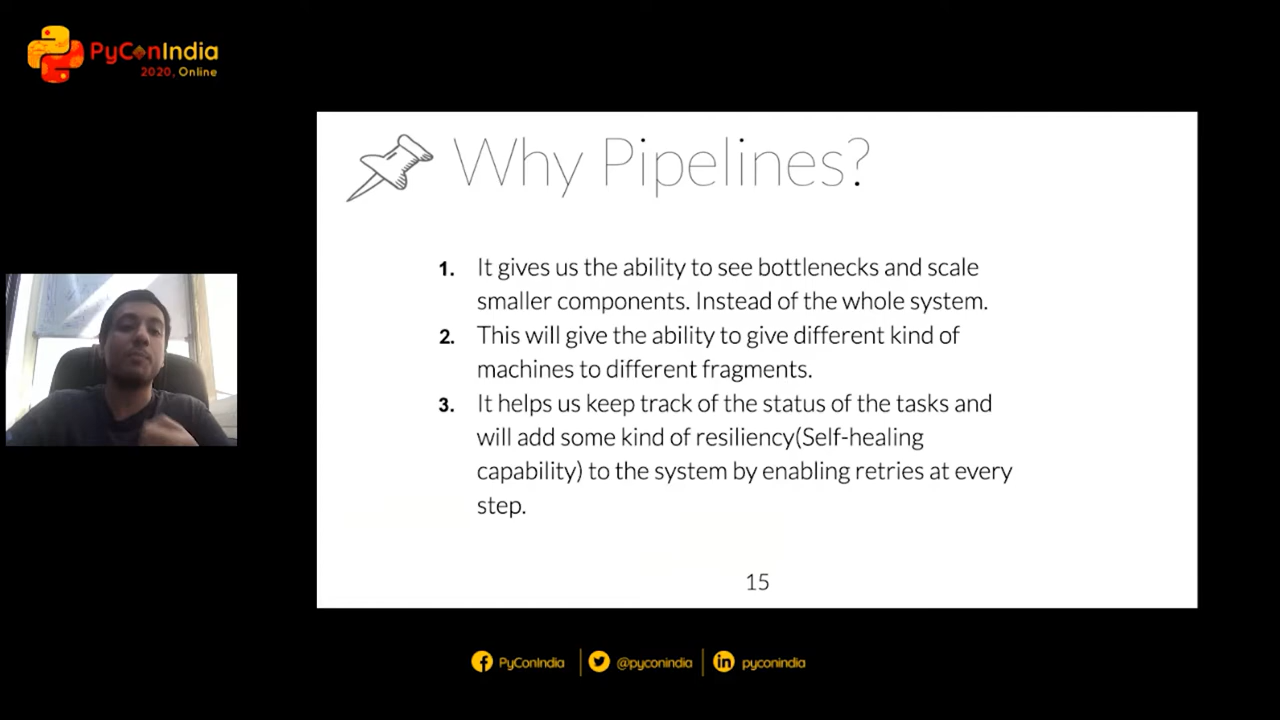 PyConIndia
2020, Online
Why Pipelines?
1. It gives us the ability to see bottlenecks and scale
smaller components. Instead of the whole system.
2. This will give the ability to give different kind of
machines to different fragments.
3. It helps us keep track of the status of the tasks and
will add some kind of resiliency(Self-healing
capability) to the system by enabling retries at every
step.
15
PyConIndia
@pyconindia
pyconindia